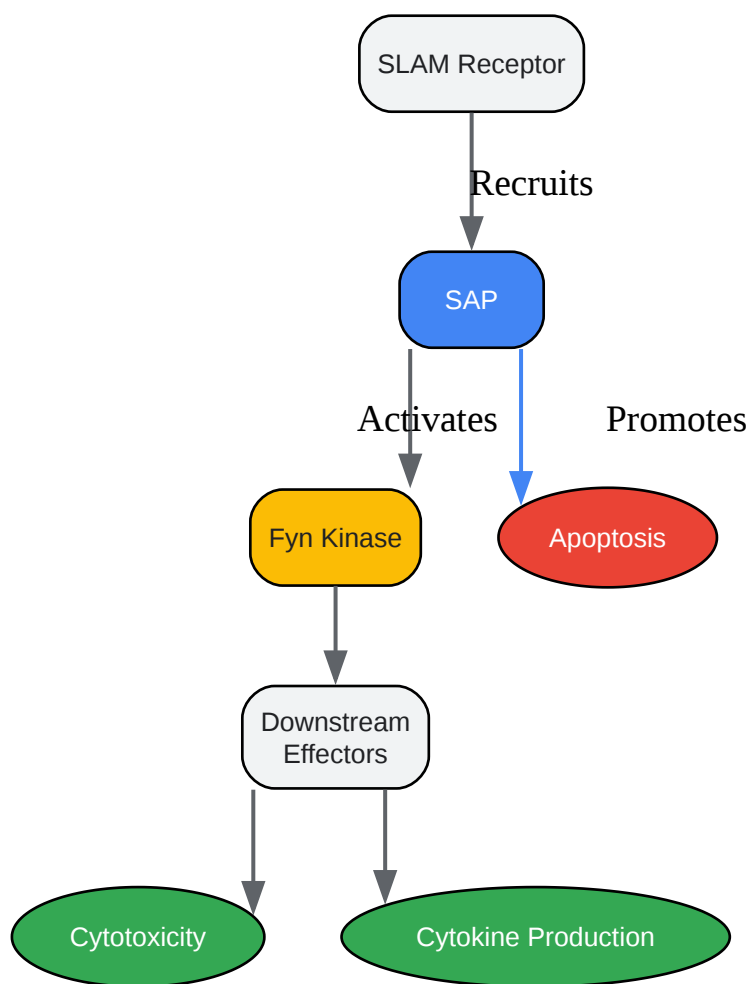 SLAM Receptor
Recruits
SAP
Activates
Promotes
Fyn Kinase
Apoptosis
Downstream
Effectors
Cytotoxicity
Cytokine Production